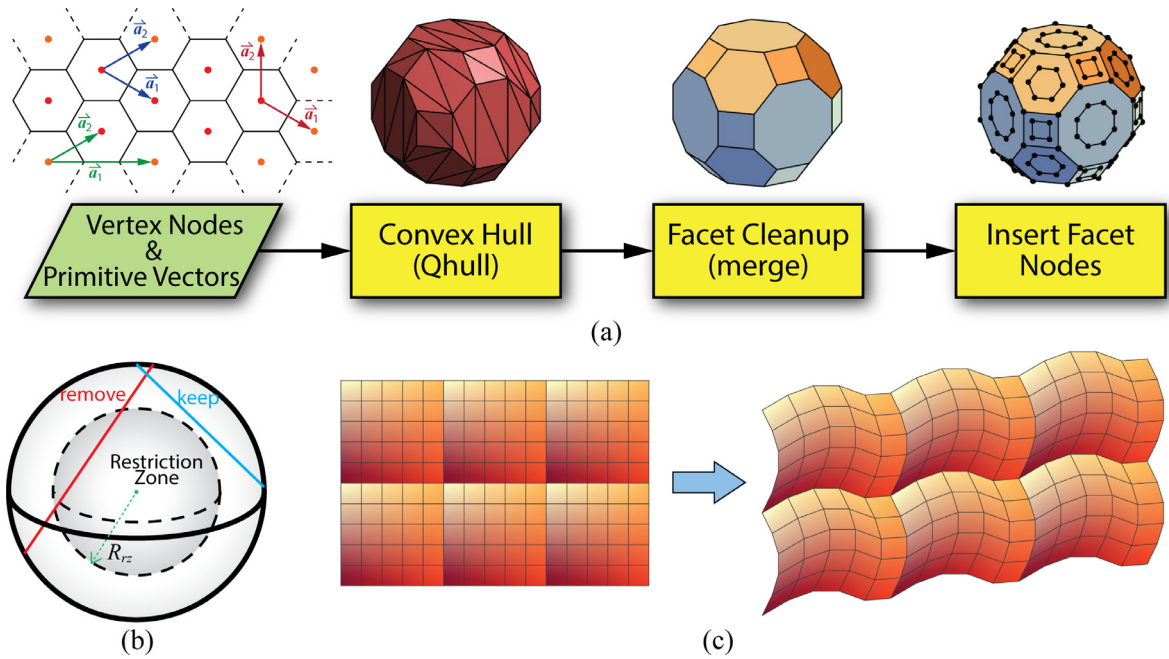 a₂
a₁
a₂
a₁
a₂
a₁
Vertex Nodes
&
Primitive Vectors
Convex Hull
(Qhull)
Facet Cleanup
(merge)
Insert Facet
Nodes
(a)
remove
keep
Restriction
Zone
R_rz
(b)
(c)